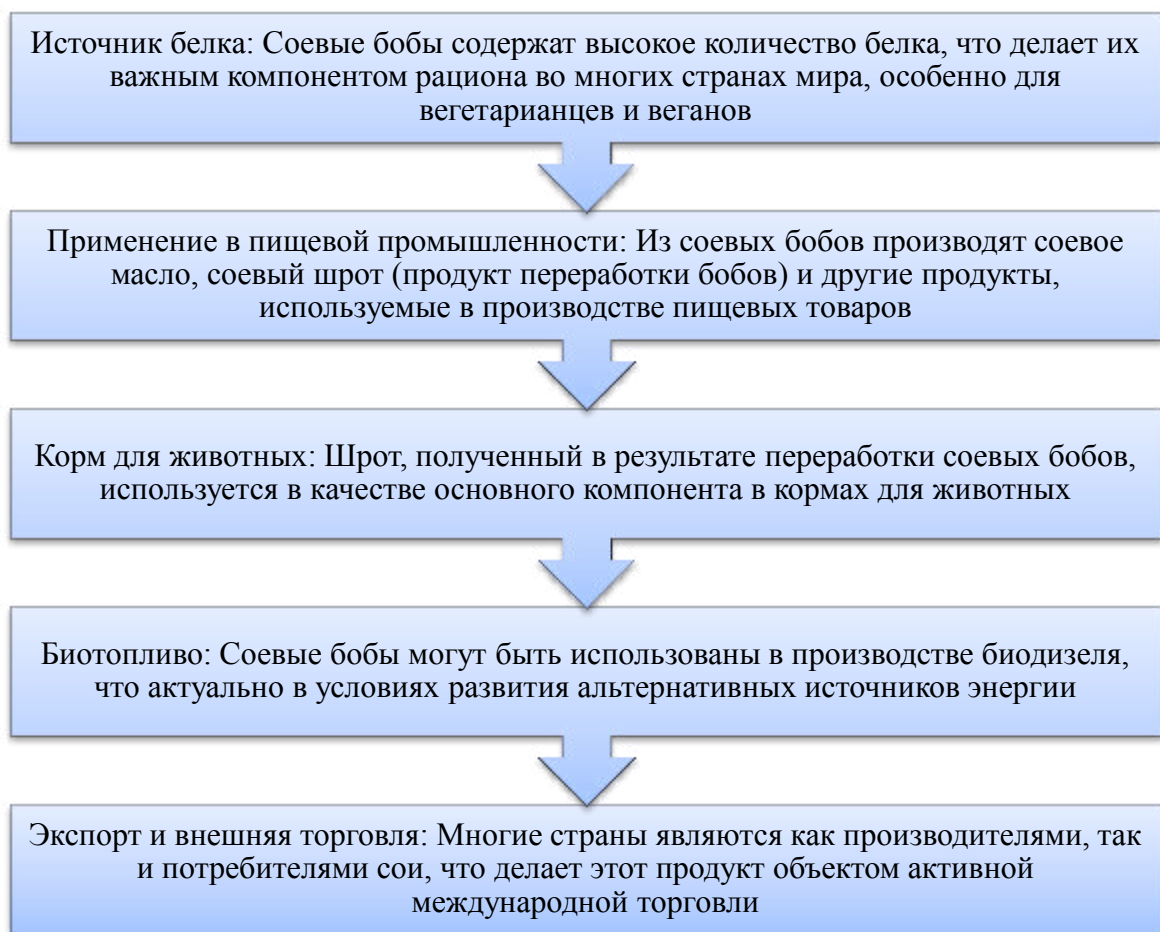 Источник белка: Соевые бобы содержат высокое количество белка, что делает их
важным компонентом рациона во многих странах мира, особенно для
вегетарианцев и веганов
Применение в пищевой промышленности: Из соевых бобов производят соевое
масло, соевый шрот (продукт переработки бобов) и другие продукты,
используемые в производстве пищевых товаров
Корм для животных: Шрот, полученный в результате переработки соевых бобов,
используется в качестве основного компонента в кормах для животных
Биотопливо: Соевые бобы могут быть использованы в производстве биодизеля,
что актуально в условиях развития альтернативных источников энергии
Экспорт и внешняя торговля: Многие страны являются как производителями, так
и потребителями сои, что делает этот продукт объектом активной
международной торговли